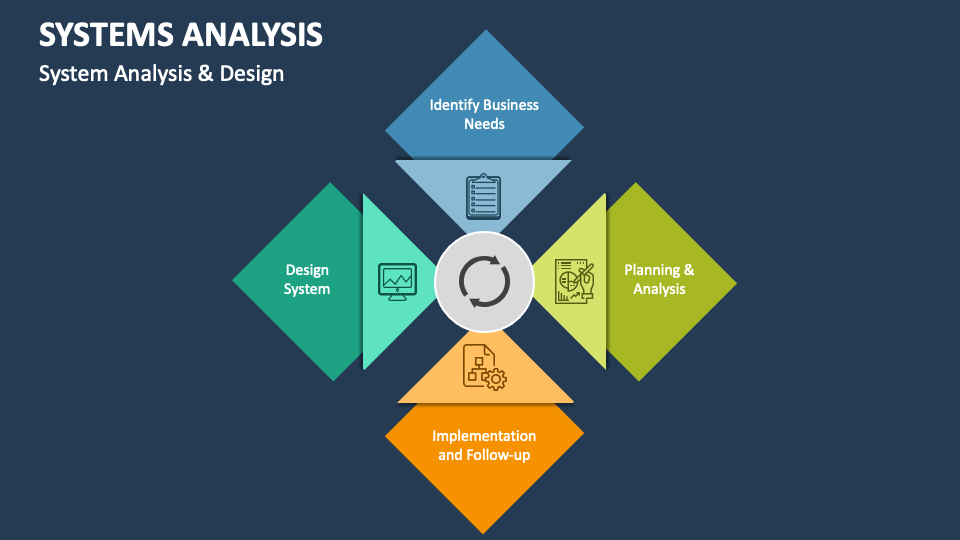 SYSTEMS ANALYSIS
System Analysis & Design
Identify Business
Needs
Design
System
Planning &
Analysis
Implementation
and Follow-up